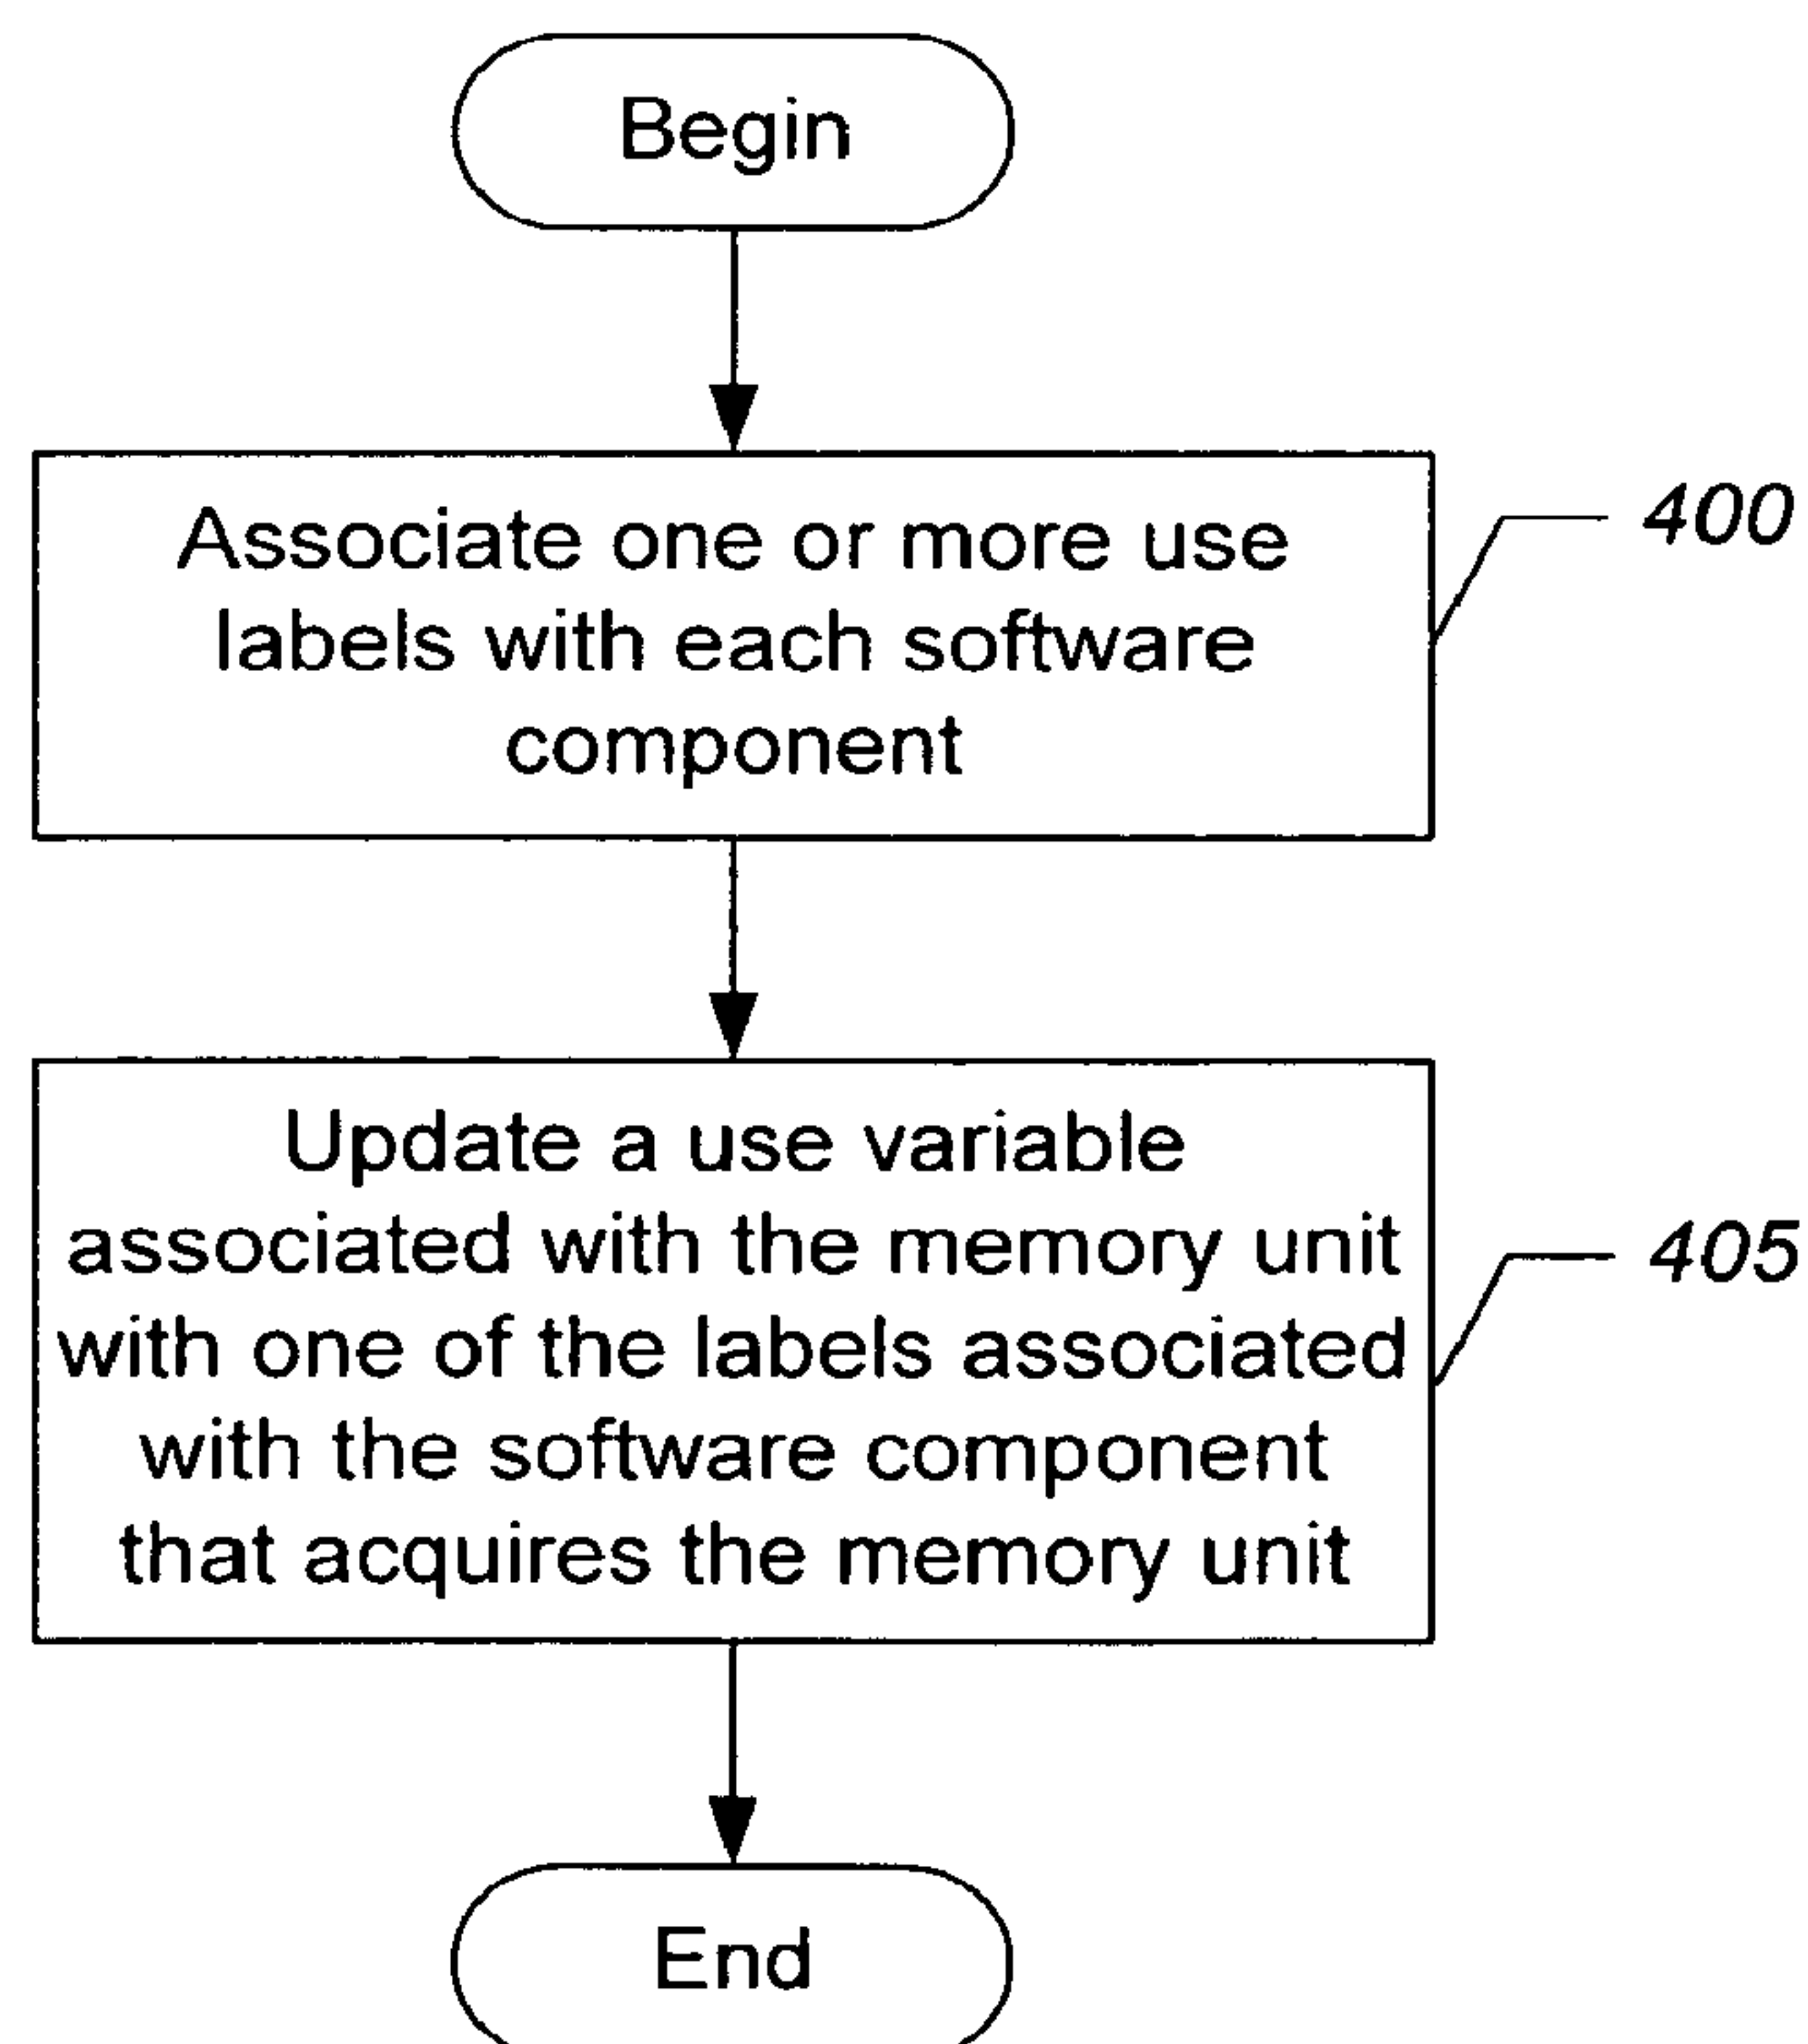 Begin
Associate one or more use
labels with each software
component
400
Update a use variable
associated with the memory unit
with one of the labels associated
with the software component
that acquires the memory unit
405
End